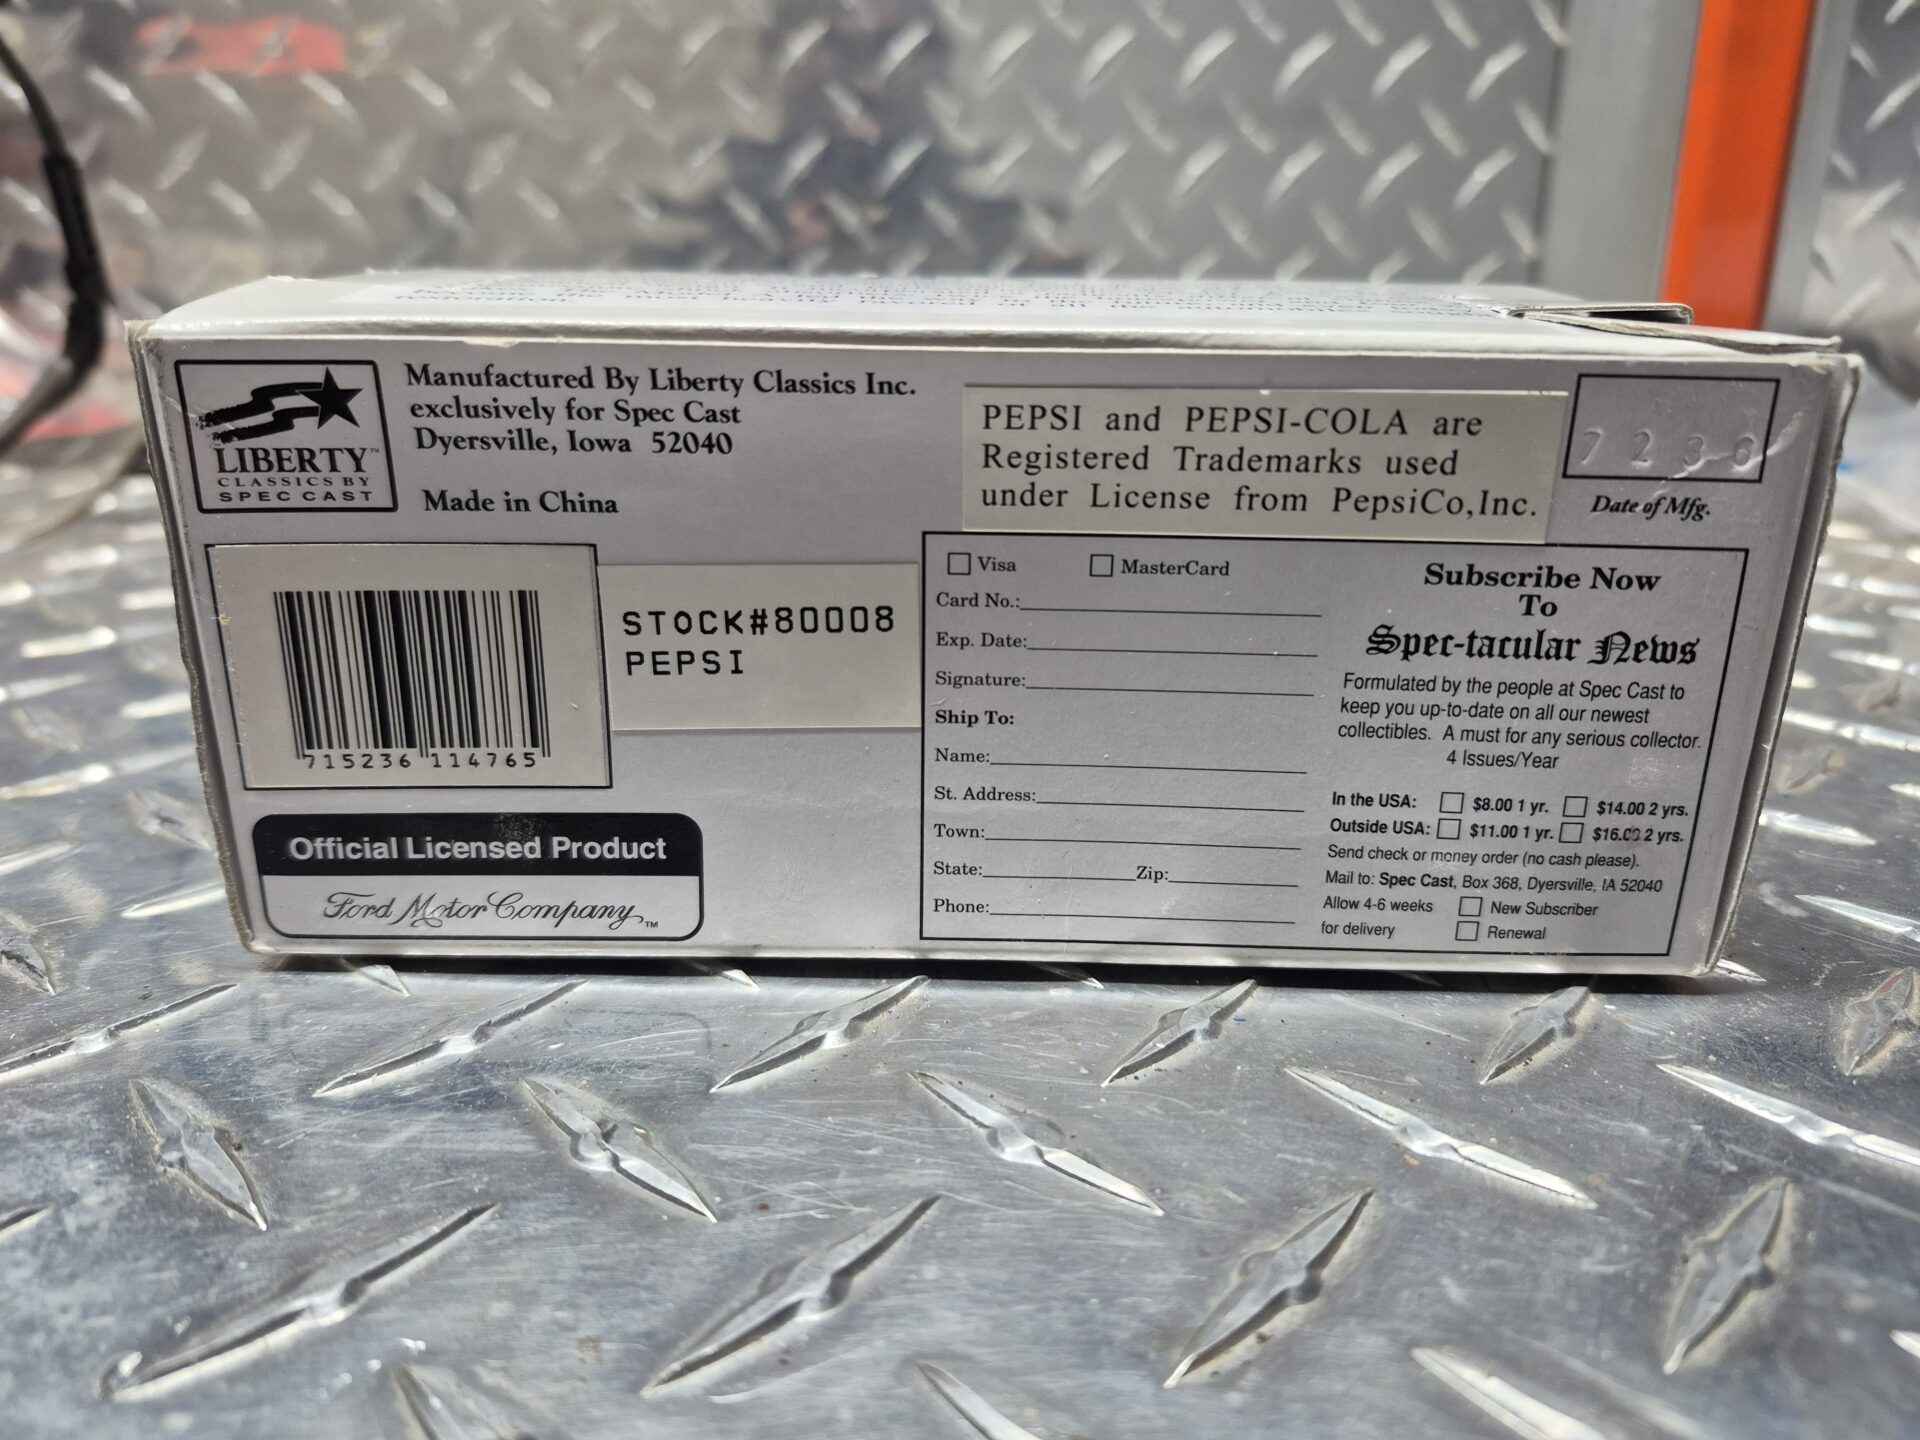 LIBERTY™
CLASSICS BY
SPEC CAST
Manufactured By Liberty Classics Inc.
exclusively for Spec Cast
Dyersville, Iowa 52040
Made in China
PEPSI and PEPSI-COLA are
Registered Trademarks used
under License from PepsiCo,Inc.
Date of Mfg.
715236 114765
STOCK#80008
PEPSI
Official Licensed Product
Ford Motor Company™
Visa MasterCard
Card No.:
Exp. Date:
Signature:
Ship To:
Name:
St. Address:
Town:
State: Zip:
Phone:
Subscribe Now
To
Spec-tacular News
Formulated by the people at Spec Cast to
keep you up-to-date on all our newest
collectibles. A must for any serious collector.
4 Issues/Year
In the USA: $8.00 1 yr. $14.00 2 yrs.
Outside USA: $11.00 1 yr. $16.00 2 yrs.
Send check or money order (no cash please).
Mail to: Spec Cast, Box 368, Dyersville, IA 52040
Allow 4-6 weeks New Subscriber
for delivery Renewal